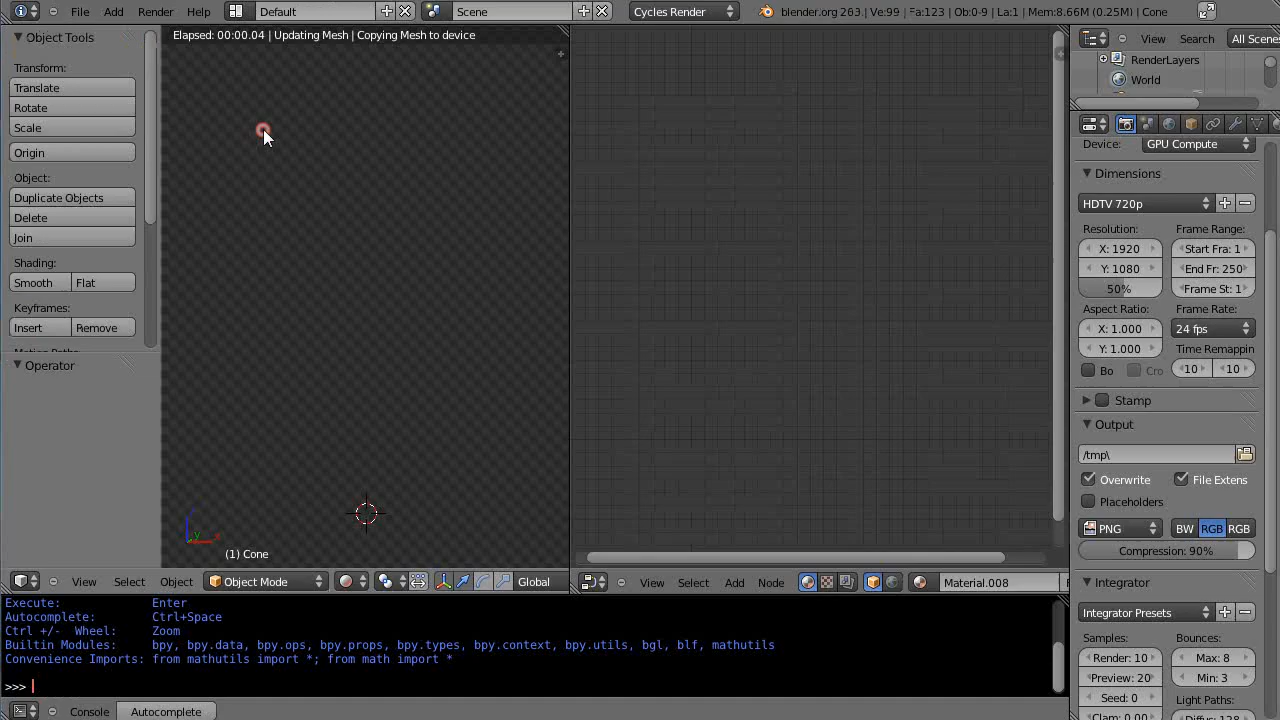 File Add Render Help Default Scene Cycles Render blender.org 263 | Ve:99 | Fa:123 | Ob:0-9 | La:1 | Mem:8.66M (0.25M) | Cone
Object Tools
Transform:
Translate
Rotate
Scale
Origin
Object:
Duplicate Objects
Delete
Join
Shading:
Smooth Flat
Keyframes:
Insert Remove
Operator
Elapsed: 00:00.04 | Updating Mesh | Copying Mesh to device
(1) Cone
View Select Object Object Mode Global
View Select Add Node Material.008
Execute: Enter
Autocomplete: Ctrl+Space
Ctrl +/- Wheel: Zoom
Builtin Modules: bpy, bpy.data, bpy.ops, bpy.props, bpy.types, bpy.context, bpy.utils, bgl, blf, mathutils
Convenience Imports: from mathutils import *; from math import *
>>>
Console Autocomplete
View Search All Scene
RenderLayers
World
Device: GPU Compute
Dimensions
HDTV 720p
Resolution: Frame Range:
X: 1920 Start Fra: 1
Y: 1080 End Fr: 250
50% Frame St: 1
Aspect Ratio: Frame Rate:
X: 1.000 24 fps
Y: 1.000 Time Remappin
Bo Cro 10 10
Stamp
Output
/tmp\
Overwrite File Extens
Placeholders
PNG BW RGB RGB
Compression: 90%
Integrator
Integrator Presets
Samples: Bounces:
Render: 10 Max: 8
Preview: 20 Min: 3
Seed: 0 Light Paths:
Clam: 0.00